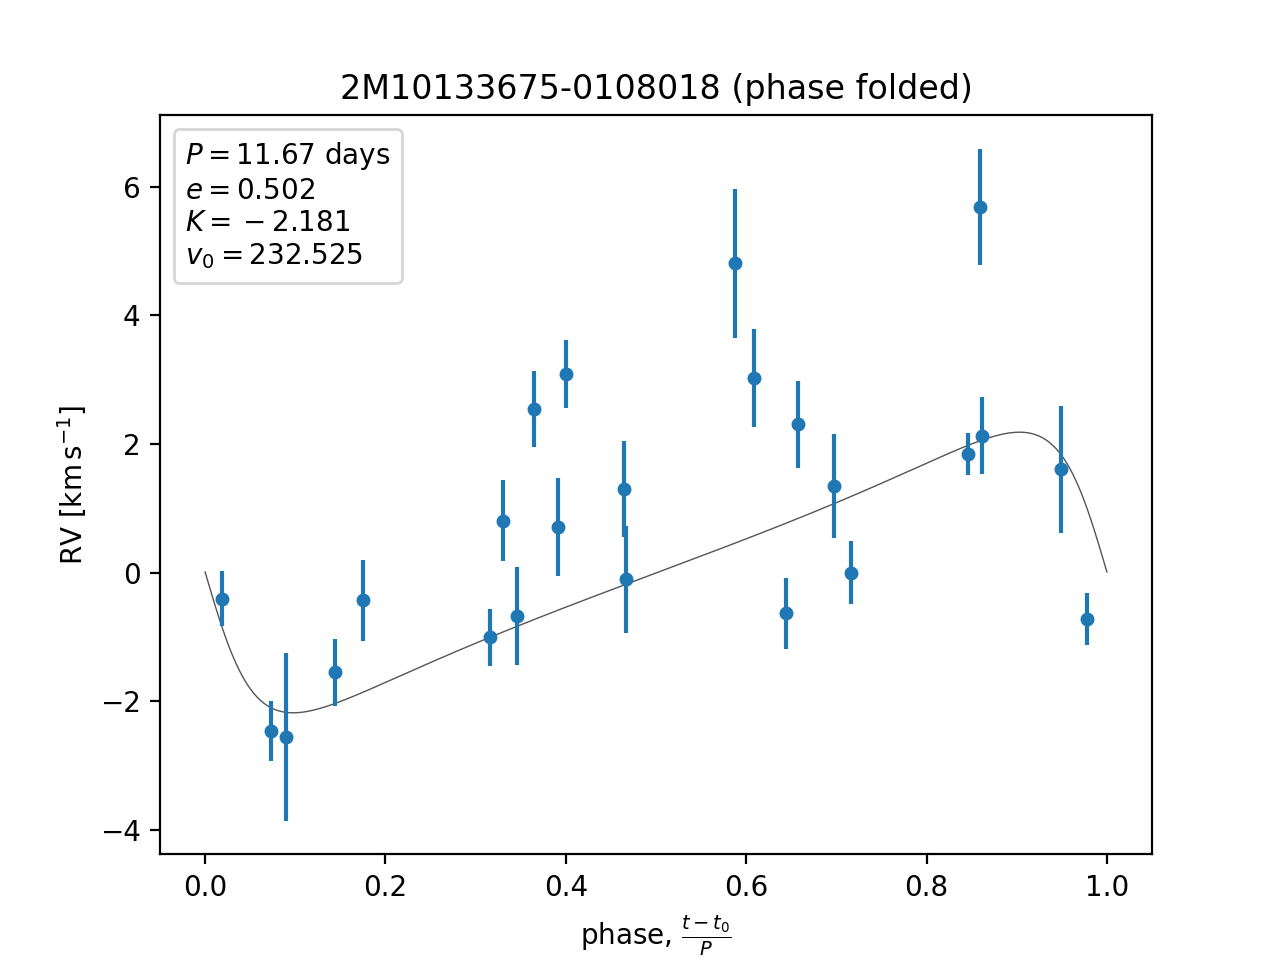 2M10133675-0108018 (phase folded)
P = 11.67 days
e = 0.502
K = −2.181
v₀ = 232.525
6
4
2
0
−2
−4
RV [km s⁻¹]
0.0 0.2 0.4 0.6 0.8 1.0
phase, (t − t₀)/P